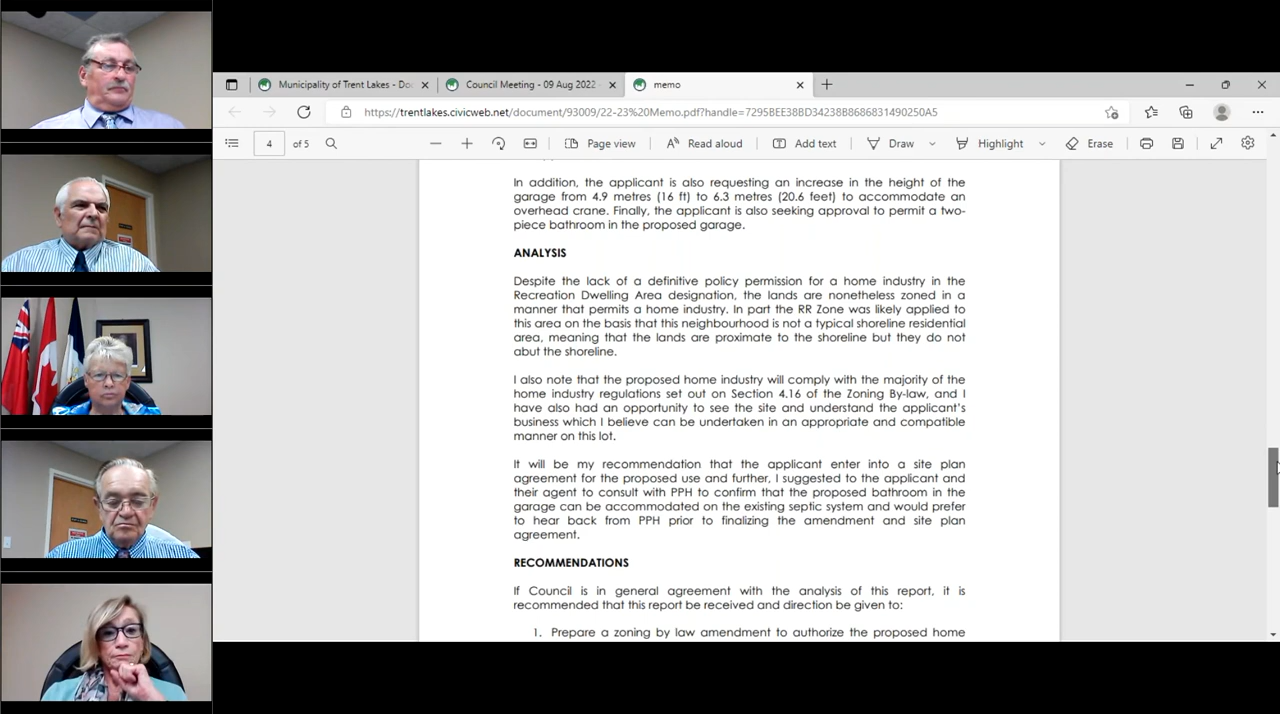 Municipality of Trent Lakes - Doc
Council Meeting - 09 Aug 2022
memo
https://trentlakes.civicweb.net/document/93009/22-23%20Memo.pdf?handle=7295BEE38BD34238B868683149025​0A5
4 of 5
Page view
Read aloud
Add text
Draw
Highlight
Erase
In addition, the applicant is also requesting an increase in the height of the
garage from 4.9 metres (16 ft) to 6.3 metres (20.6 feet) to accommodate an
overhead crane. Finally, the applicant is also seeking approval to permit a two-
piece bathroom in the proposed garage.
ANALYSIS
Despite the lack of a definitive policy permission for a home industry in the
Recreation Dwelling Area designation, the lands are nonetheless zoned in a
manner that permits a home industry. In part the RR Zone was likely applied to
this area on the basis that this neighbourhood is not a typical shoreline residential
area, meaning that the lands are proximate to the shoreline but they do not
abut the shoreline.
I also note that the proposed home industry will comply with the majority of the
home industry regulations set out on Section 4.16 of the Zoning By-law, and I
have also had an opportunity to see the site and understand the applicant's
business which I believe can be undertaken in an appropriate and compatible
manner on this lot.
It will be my recommendation that the applicant enter into a site plan
agreement for the proposed use and further, I suggested to the applicant and
their agent to consult with PPH to confirm that the proposed bathroom in the
garage can be accommodated on the existing septic system and would prefer
to hear back from PPH prior to finalizing the amendment and site plan
agreement.
RECOMMENDATIONS
If Council is in general agreement with the analysis of this report, it is
recommended that this report be received and direction be given to:
1. Prepare a zoning by law amendment to authorize the proposed home